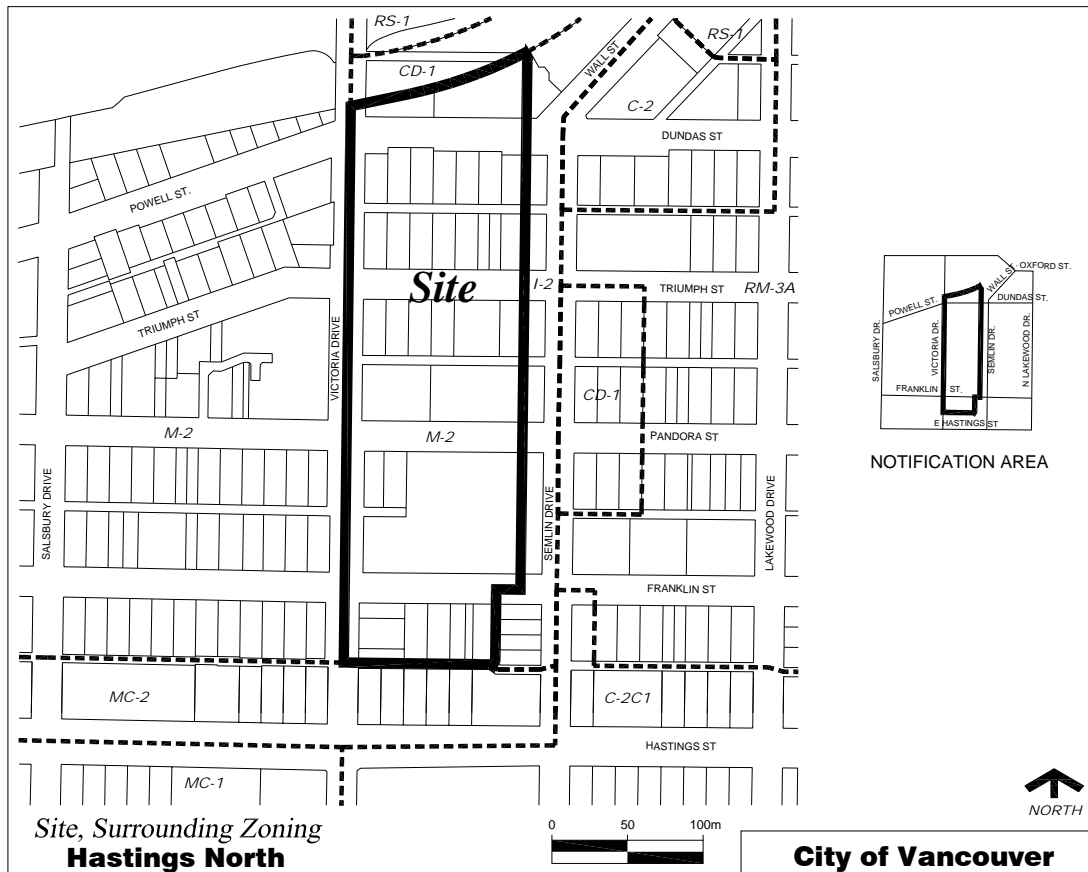 RS-1
RS-1
WALL ST
CD-1
C-2
DUNDAS ST
POWELL ST.
Site
I-2
TRIUMPH ST
RM-3A
TRIUMPH ST
VICTORIA DRIVE
CD-1
M-2
M-2
PANDORA ST
SALSBURY DRIVE
SEMLIN DRIVE
LAKEWOOD DRIVE
FRANKLIN ST
MC-2
C-2C1
HASTINGS ST
MC-1
WALL ST.
OXFORD ST.
POWELL ST.
DUNDAS ST.
SALSBURY DR.
VICTORIA DR.
SEMLIN DR.
N LAKEWOOD DR.
FRANKLIN ST.
E HASTINGS ST
NOTIFICATION AREA
NORTH
Site, Surrounding Zoning
Hastings North
0 50 100m
City of Vancouver